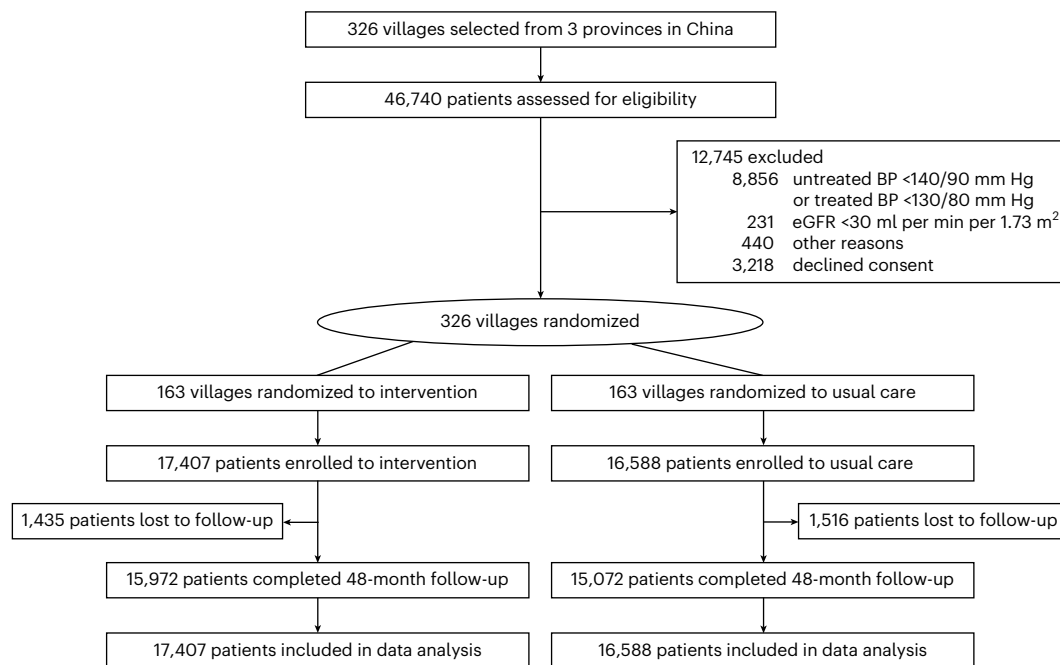 326 villages selected from 3 provinces in China
46,740 patients assessed for eligibility
12,745 excluded
8,856 untreated BP <140/90 mm Hg
or treated BP <130/80 mm Hg
231 eGFR <30 ml per min per 1.73 m²
440 other reasons
3,218 declined consent
326 villages randomized
163 villages randomized to intervention
163 villages randomized to usual care
17,407 patients enrolled to intervention
16,588 patients enrolled to usual care
1,435 patients lost to follow-up
1,516 patients lost to follow-up
15,972 patients completed 48-month follow-up
15,072 patients completed 48-month follow-up
17,407 patients included in data analysis
16,588 patients included in data analysis